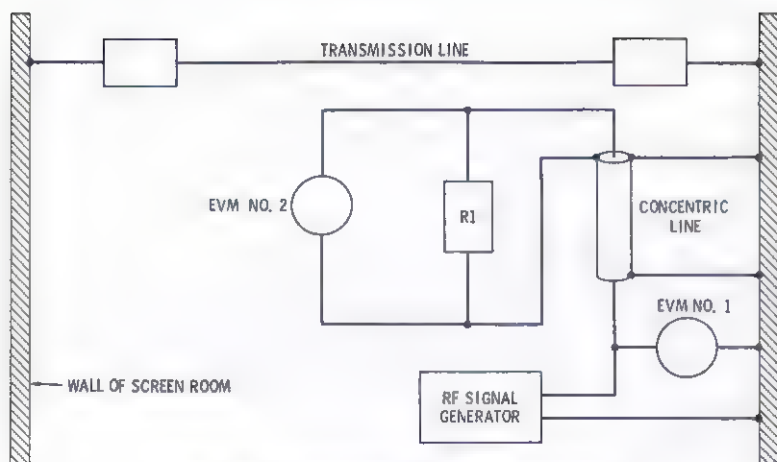 TRANSMISSION LINE
EVM NO. 2
R1
CONCENTRIC
LINE
EVM NO. 1
WALL OF SCREEN ROOM
RF SIGNAL
GENERATOR